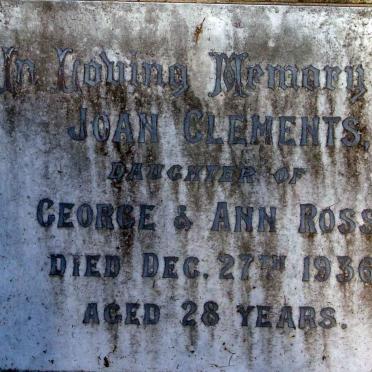 In Loving Memory
JOAN CLEMENTS,
DAUGHTER OF
GEORGE & ANN ROSS
DIED DEC. 27TH 1936
AGED 28 YEARS.